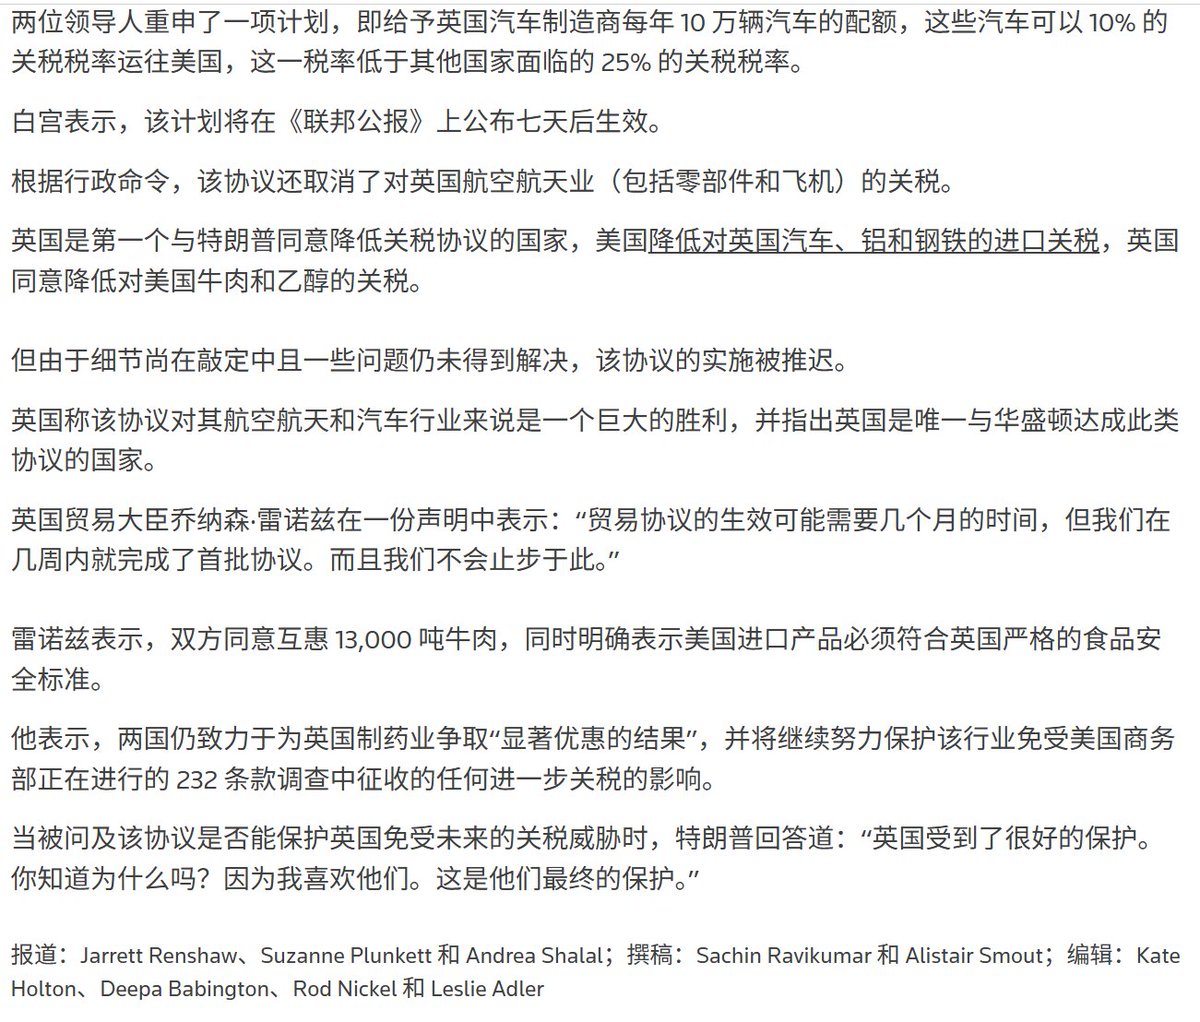 两位领导人重申了一项计划，即给予英国汽车制造商每年 10 万辆汽车的配额，这些汽车可以 10% 的
关税税率运往美国，这一税率低于其他国家面临的 25% 的关税税率。
白宫表示，该计划将在《联邦公报》上公布七天后生效。
根据行政命令，该协议还取消了对英国航空航天业（包括零部件和飞机）的关税。
英国是第一个与特朗普同意降低关税协议的国家，美国降低对英国汽车、铝和钢铁的进口关税，英国
同意降低对美国牛肉和乙醇的关税。
但由于细节尚在敲定中且一些问题仍未得到解决，该协议的实施被推迟。
英国称该协议对其航空航天和汽车行业来说是一个巨大的胜利，并指出英国是唯一与华盛顿达成此类
协议的国家。
英国贸易大臣乔纳森·雷诺兹在一份声明中表示：“贸易协议的生效可能需要几个月的时间，但我们在
几周内就完成了首批协议。而且我们不会止步于此。”
雷诺兹表示，双方同意互惠 13,000 吨牛肉，同时明确表示美国进口产品必须符合英国严格的食品安
全标准。
他表示，两国仍致力于为英国制药业争取“显著优惠的结果”，并将继续努力保护该行业免受美国商务
部正在进行的 232 条款调查中征收的任何进一步关税的影响。
当被问及该协议是否能保护英国免受未来的关税威胁时，特朗普回答道：“英国受到了很好的保护。
你知道为什么吗？因为我喜欢他们。这是他们最终的保护。”
报道：Jarrett Renshaw、Suzanne Plunkett 和 Andrea Shalal；撰稿：Sachin Ravikumar 和 Alistair Smout；编辑：Kate
Holton、Deepa Babington、Rod Nickel 和 Leslie Adler